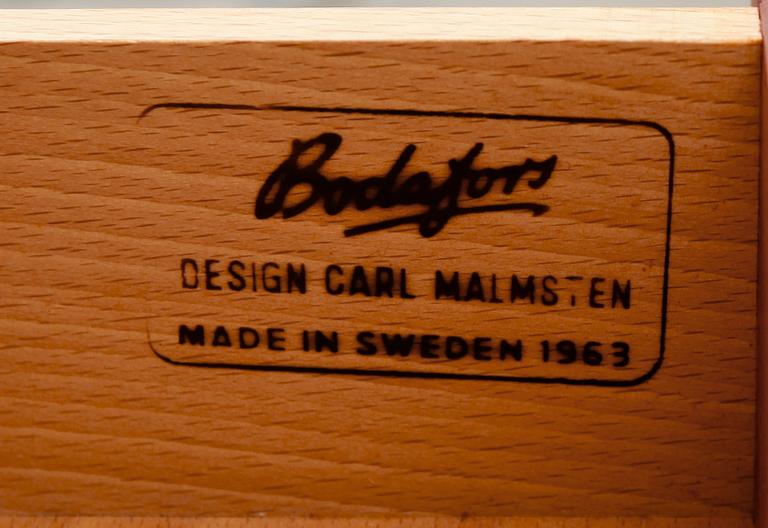 Bodafors
DESIGN CARL MALMSTEN
MADE IN SWEDEN 1963